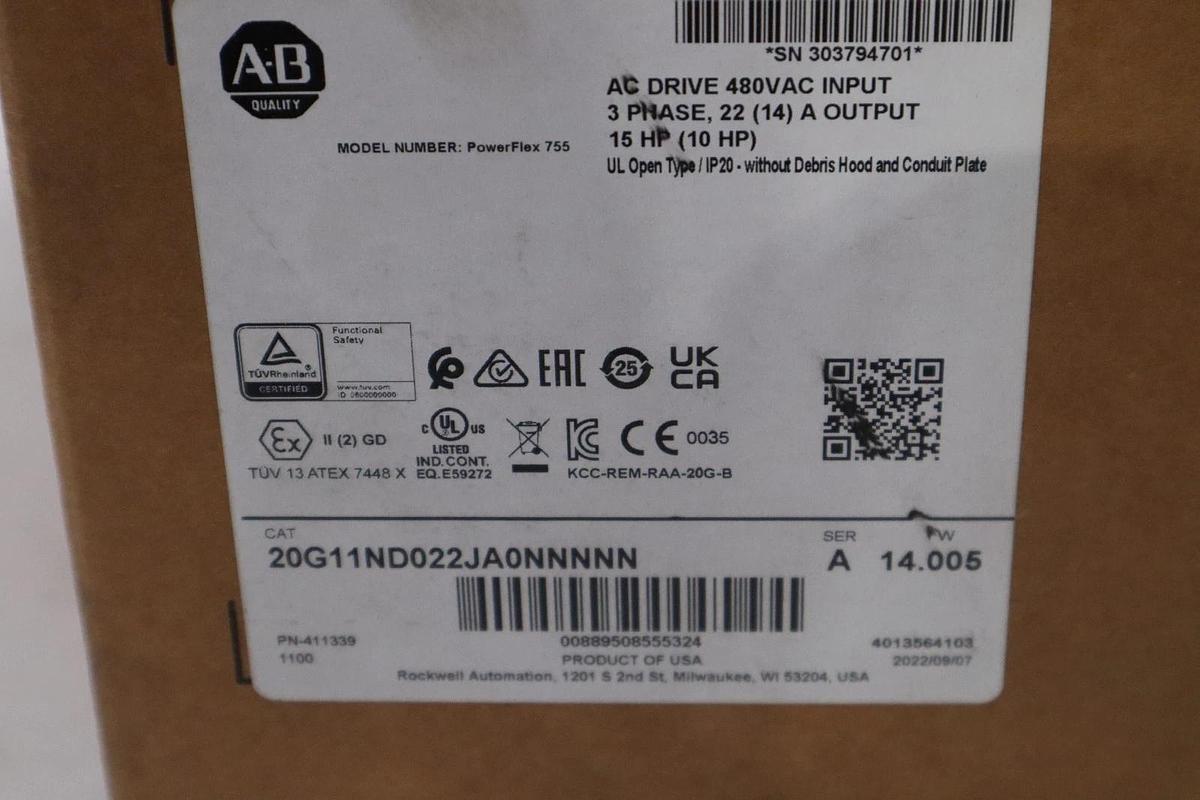 A-B
QUALITY
*SN 303794701*
AC DRIVE 480VAC INPUT
3 PHASE, 22 (14) A OUTPUT
15 HP (10 HP)
UL Open Type / IP20 - without Debris Hood and Conduit Plate
MODEL NUMBER: PowerFlex 755
TÜVRheinland®
CERTIFIED
Functional
Safety
www.tuv.com
ID 0600000000
EAC
25
UK
CA
Ex
II (2) GD
TÜV 13 ATEX 7448 X
c UL us
LISTED
IND. CONT.
EQ.E59272
KC
CE 0035
KCC-REM-RAA-20G-B
CAT
20G11ND022JA0NNNNN
SER
A
FW
14.005
00889508555324
PN-411339
1100
PRODUCT OF USA
4013564103
2022/09/07
Rockwell Automation, 1201 S 2nd St, Milwaukee, WI 53204, USA